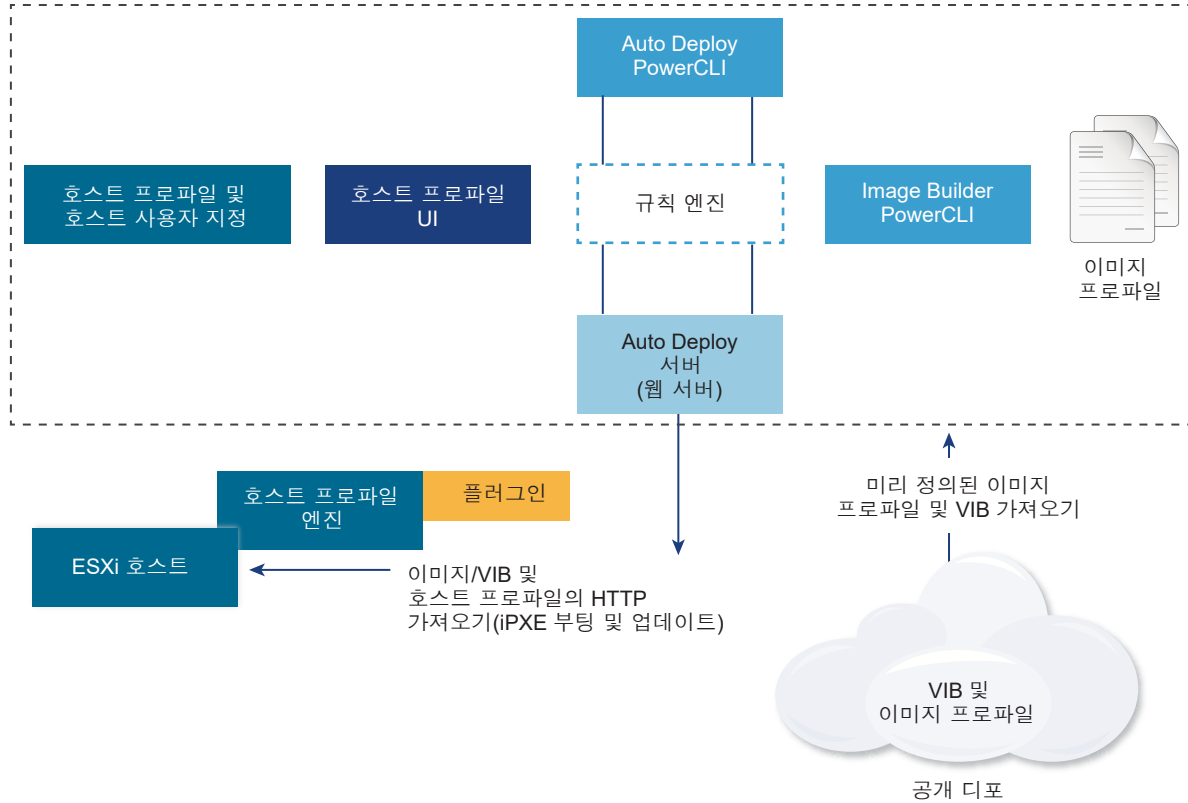 Auto Deploy
PowerCLI
호스트 프로파일 및
호스트 사용자 지정
호스트 프로파일
UI
규칙 엔진
Image Builder
PowerCLI
이미지
프로파일
Auto Deploy
서버
(웹 서버)
호스트 프로파일
엔진
플러그인
ESXi 호스트
이미지/VIB 및
호스트 프로파일의 HTTP
가져오기(iPXE 부팅 및 업데이트)
미리 정의된 이미지
프로파일 및 VIB 가져오기
VIB 및
이미지 프로파일
공개 디포